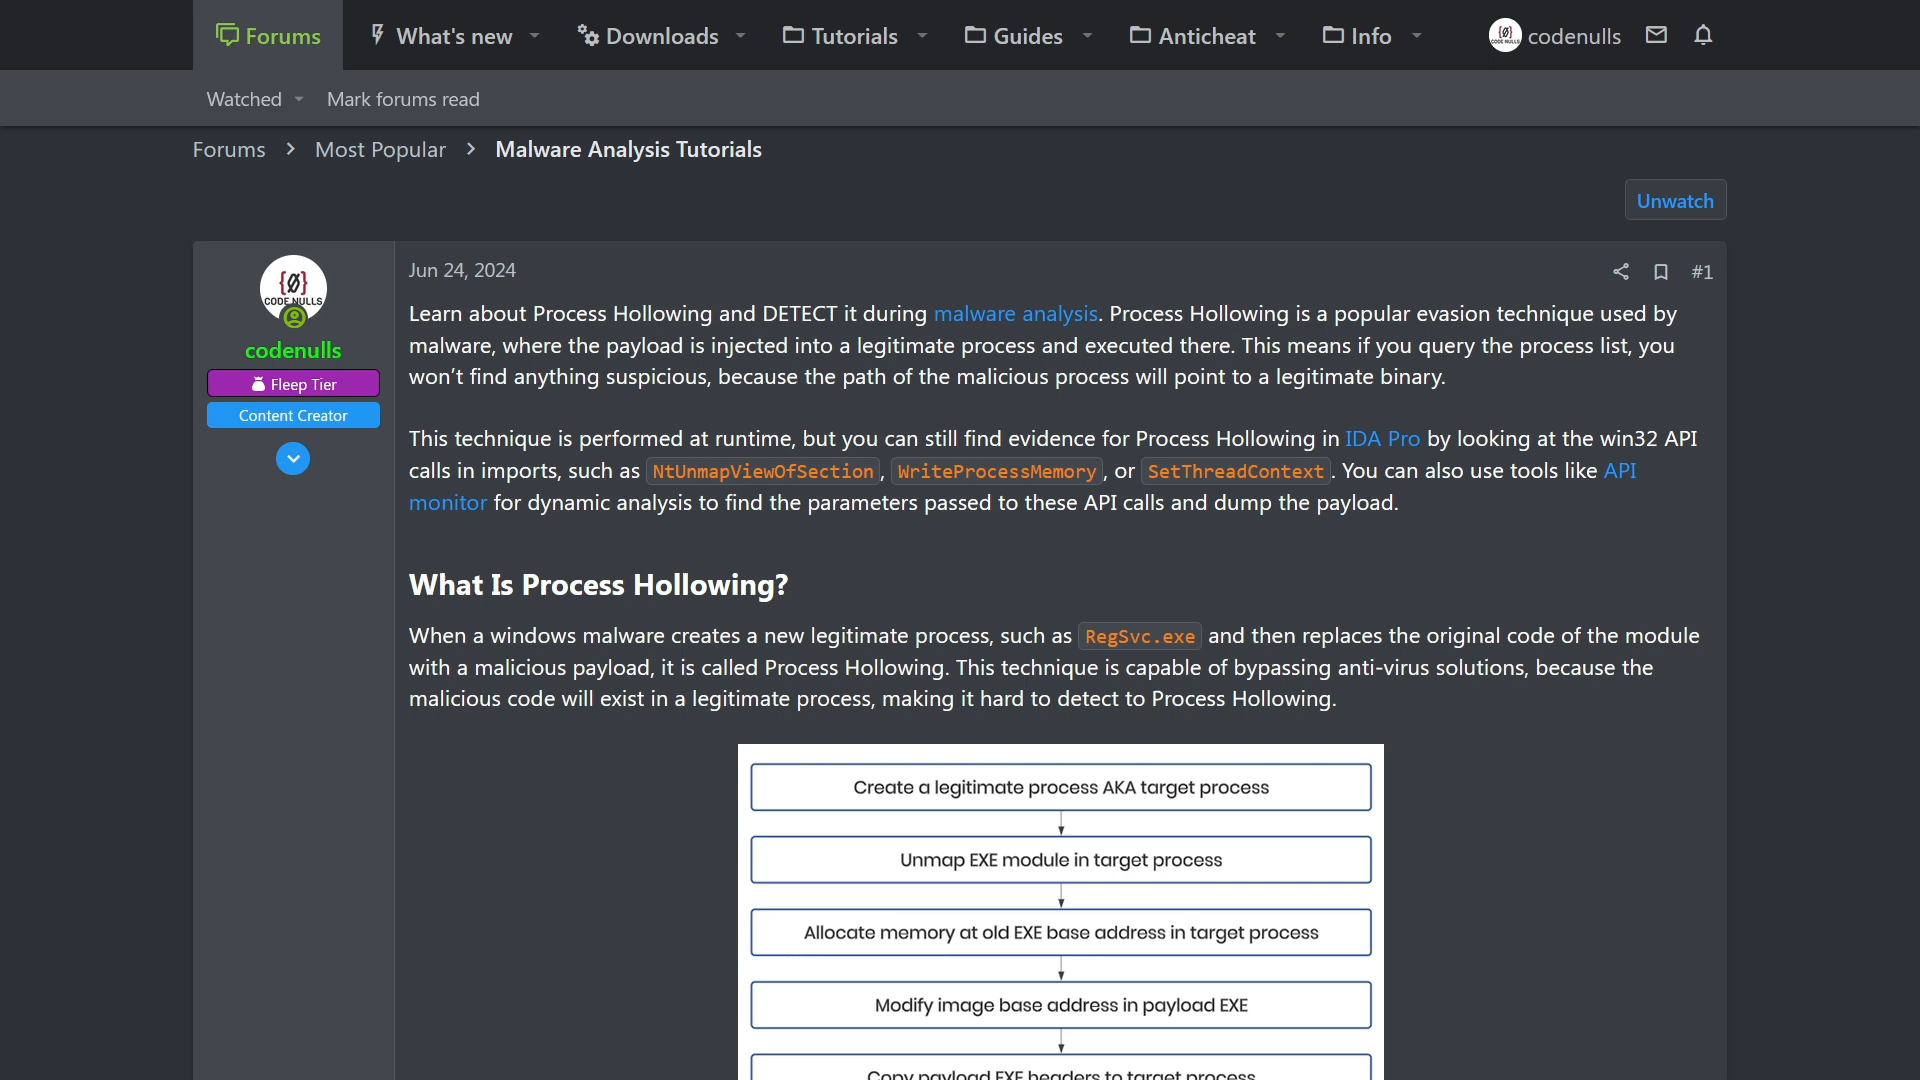 Forums What's new Downloads Tutorials Guides Anticheat Info codenulls
Watched Mark forums read
Forums > Most Popular > Malware Analysis Tutorials
Unwatch
{Ø}
CODE NULLS
codenulls
Fleep Tier
Content Creator
Jun 24, 2024 #1
Learn about Process Hollowing and DETECT it during malware analysis. Process Hollowing is a popular evasion technique used by
malware, where the payload is injected into a legitimate process and executed there. This means if you query the process list, you
won’t find anything suspicious, because the path of the malicious process will point to a legitimate binary.
This technique is performed at runtime, but you can still find evidence for Process Hollowing in IDA Pro by looking at the win32 API
calls in imports, such as NtUnmapViewOfSection, WriteProcessMemory, or SetThreadContext. You can also use tools like API
monitor for dynamic analysis to find the parameters passed to these API calls and dump the payload.
What Is Process Hollowing?
When a windows malware creates a new legitimate process, such as RegSvc.exe and then replaces the original code of the module
with a malicious payload, it is called Process Hollowing. This technique is capable of bypassing anti-virus solutions, because the
malicious code will exist in a legitimate process, making it hard to detect to Process Hollowing.
Create a legitimate process AKA target process
Unmap EXE module in target process
Allocate memory at old EXE base address in target process
Modify image base address in payload EXE
Copy payload EXE headers to target process